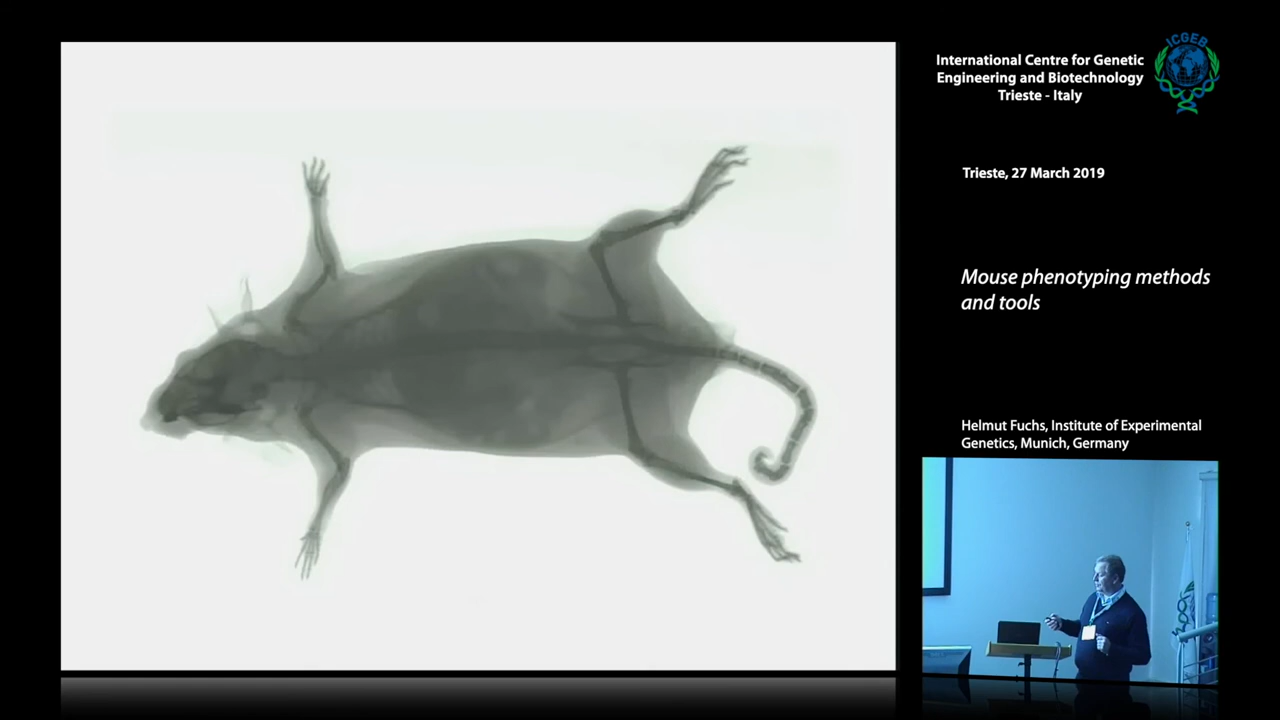 International Centre for Genetic
Engineering and Biotechnology
Trieste - Italy
ICGEB
Trieste, 27 March 2019
Mouse phenotyping methods
and tools
Helmut Fuchs, Institute of Experimental
Genetics, Munich, Germany